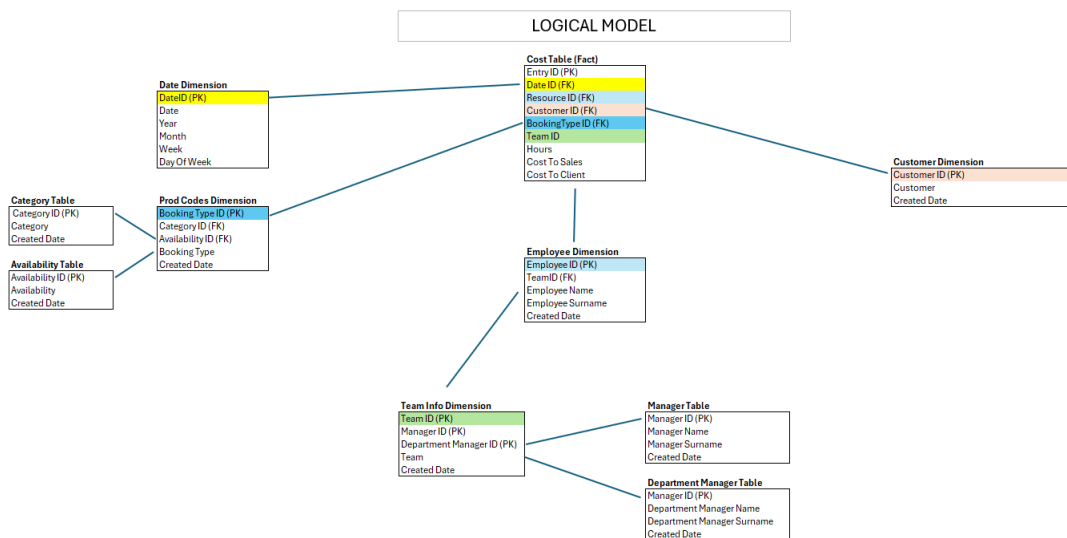 LOGICAL MODEL
Cost Table (Fact)
Entry ID (PK)
Date ID (FK)
Resource ID (FK)
Customer ID (FK)
BookingType ID (FK)
Team ID
Hours
Cost To Sales
Cost To Client
Date Dimension
DateID (PK)
Date
Year
Month
Week
Day Of Week
Customer Dimension
Customer ID (PK)
Customer
Created Date
Category Table
Category ID (PK)
Category
Created Date
Prod Codes Dimension
Booking Type ID (PK)
Category ID (FK)
Availability ID (FK)
Booking Type
Created Date
Availability Table
Availability ID (PK)
Availability
Created Date
Employee Dimension
Employee ID (PK)
TeamID (FK)
Employee Name
Employee Surname
Created Date
Team Info Dimension
Team ID (PK)
Manager ID (PK)
Department Manager ID (PK)
Team
Created Date
Manager Table
Manager ID (PK)
Manager Name
Manager Surname
Created Date
Department Manager Table
Manager ID (PK)
Department Manager Name
Department Manager Surname
Created Date